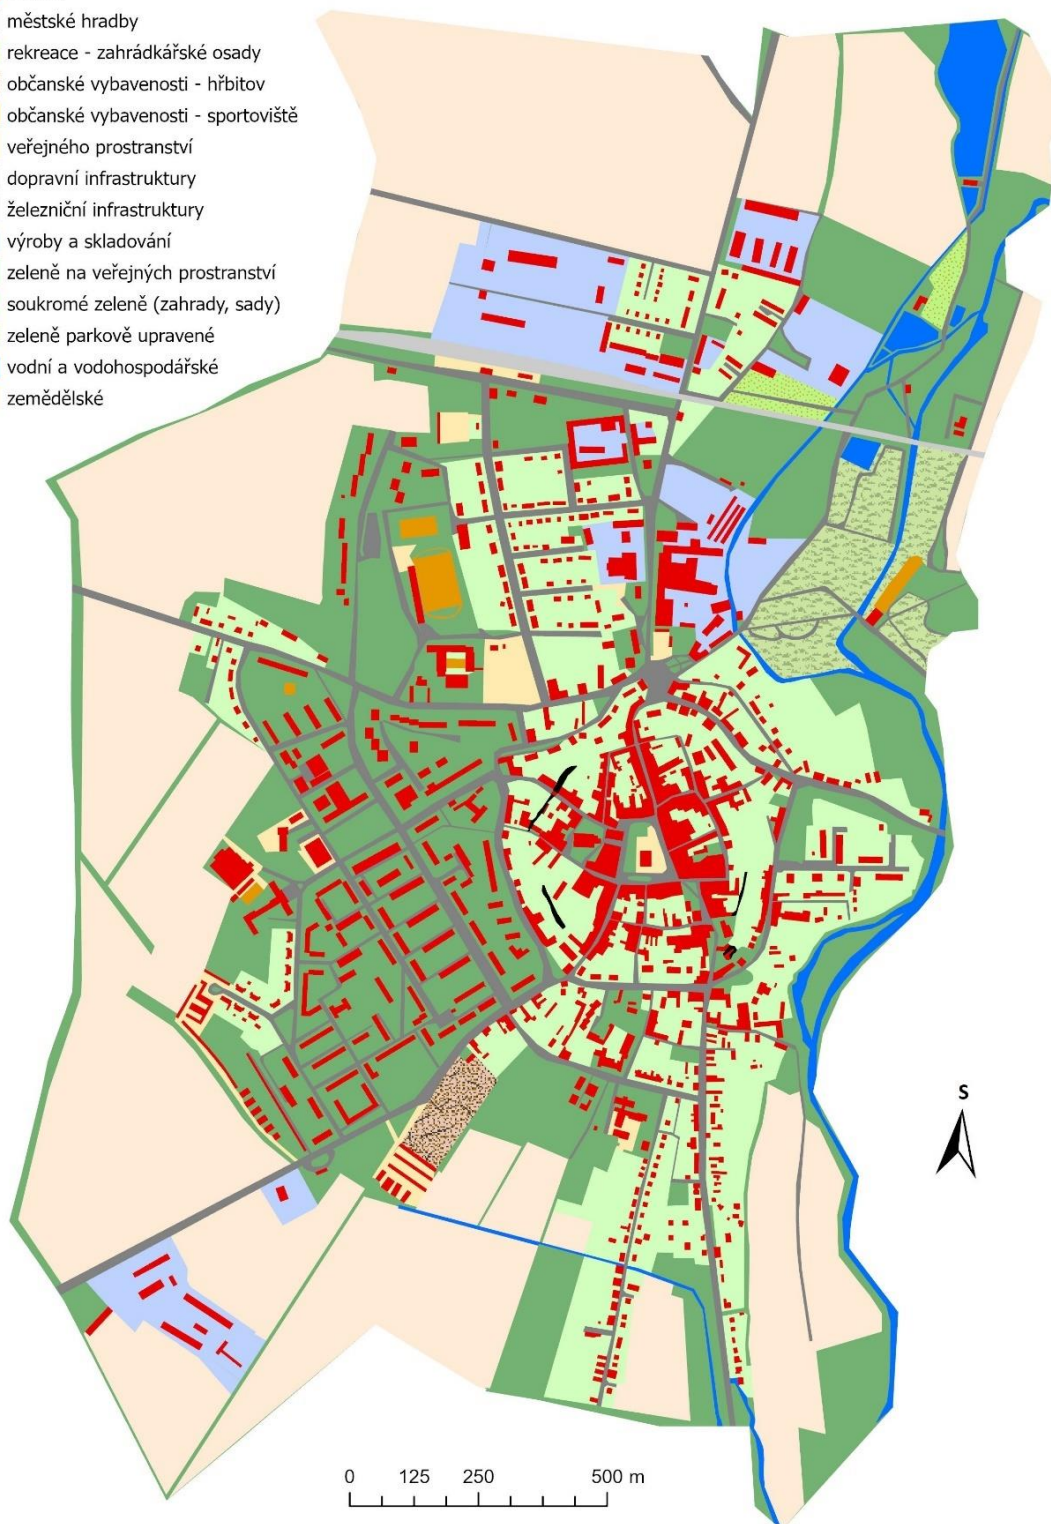 městské hradby
rekreace - zahrádkářské osady
občanské vybavenosti - hřbitov
občanské vybavenosti - sportoviště
veřejného prostranství
dopravní infrastruktury
železniční infrastruktury
výroby a skladování
zeleně na veřejných prostranství
soukromé zeleně (zahrady, sady)
zeleně parkově upravené
vodní a vodohospodářské
zemědělské
S
0 125 250 500 m